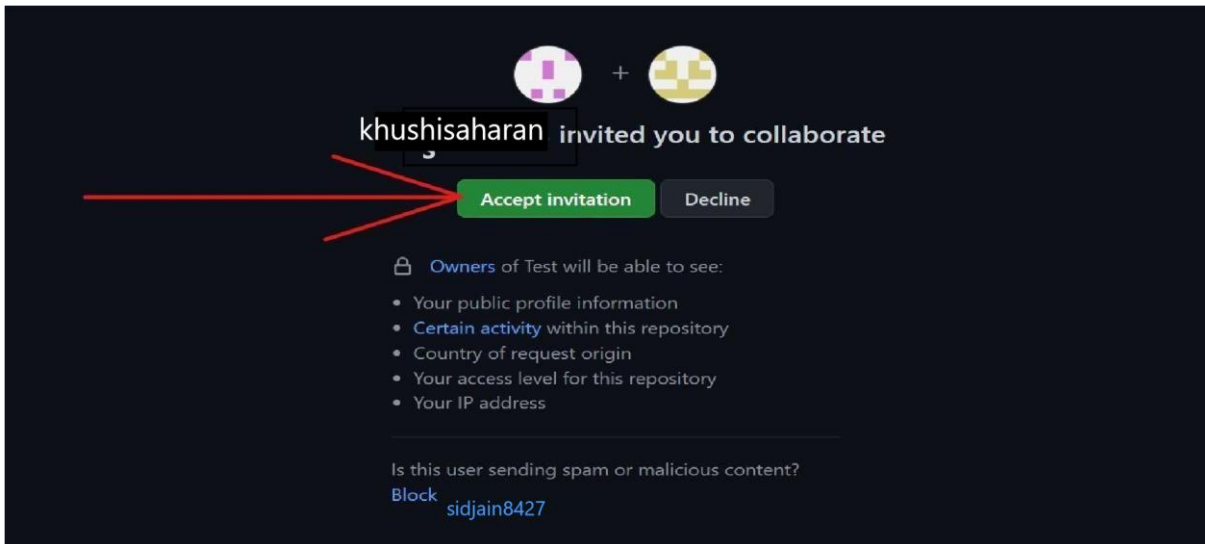 +
khushisaharan invited you to collaborate
Accept invitation Decline
Owners of Test will be able to see:
• Your public profile information
• Certain activity within this repository
• Country of request origin
• Your access level for this repository
• Your IP address
Is this user sending spam or malicious content?
Block sidjain8427